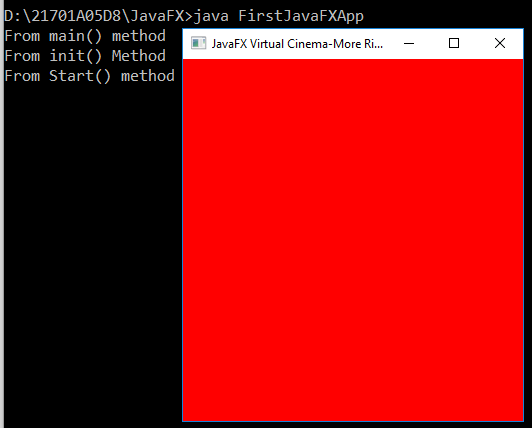 D:\21701A05D8\JavaFX>java FirstJavaFXApp
From main() method
From init() Method
From Start() method
JavaFX Virtual Cinema-More Ri...